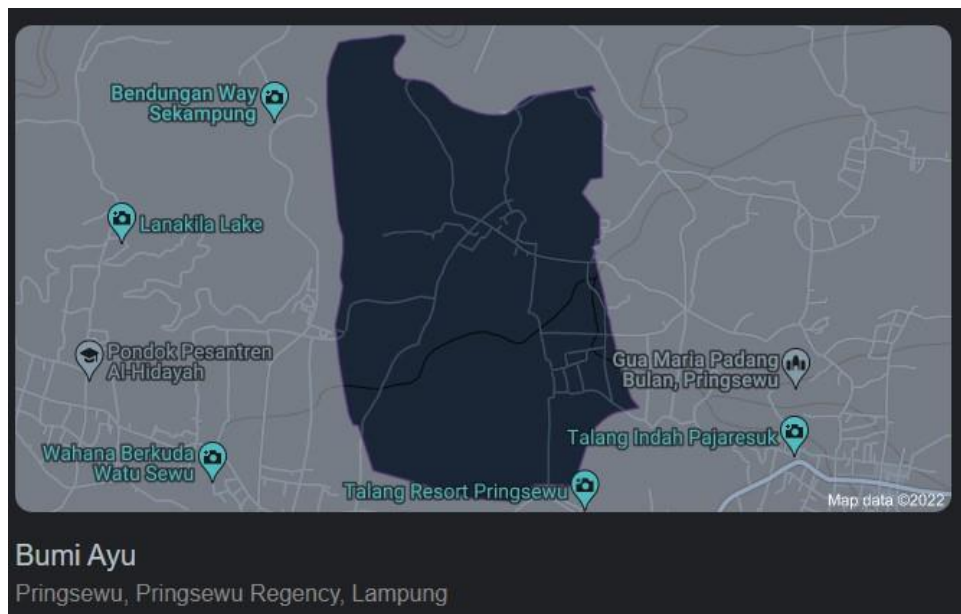 Bendungan Way
Sekampung
Lanakila Lake
Pondok Pesantren
Al-Hidayah
Gua Maria Padang
Bulan, Pringsewu
Wahana Berkuda
Watu Sewu
Talang Indah Pajaresuk
Talang Resort Pringsewu
Map data ©2022
Bumi Ayu
Pringsewu, Pringsewu Regency, Lampung